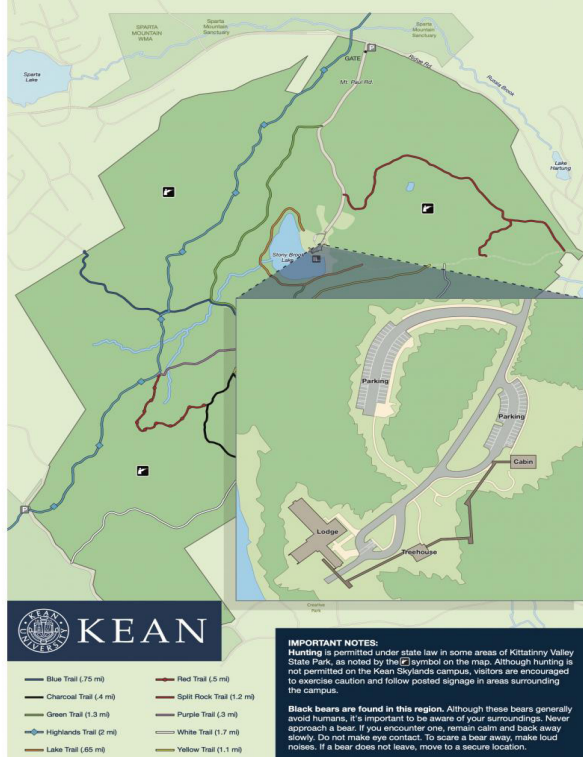 SPARTA
MOUNTAIN
WMA
Sparta
Mountain
Sanctuary
Sparta
Mountain
Sanctuary
Sparta
Lake
P
GATE
Mt. Paul Rd.
Russia Brook
Lake
Hartung
Stony Brook
Lake
Parking
Parking
Cabin
Lodge
Treehouse
P
KEAN
UNIVERSITY
KEAN
Blue Trail (.75 mi)
Charcoal Trail (.4 mi)
Green Trail (1.3 mi)
Highlands Trail (2 mi)
Lake Trail (.65 mi)
Red Trail (.5 mi)
Split Rock Trail (1.2 mi)
Purple Trail (.3 mi)
White Trail (1.7 mi)
Yellow Trail (1.1 mi)
IMPORTANT NOTES:
Hunting is permitted under state law in some areas of Kittatinny Valley
State Park, as noted by the symbol on the map. Although hunting is
not permitted on the Kean Skylands campus, visitors are encouraged
to exercise caution and follow posted signage in areas surrounding
the campus.
Black bears are found in this region. Although these bears generally
avoid humans, it's important to be aware of your surroundings. Never
approach a bear. If you encounter one, remain calm and back away
slowly. Do not make eye contact. To scare a bear away, make loud
noises. If a bear does not leave, move to a secure location.